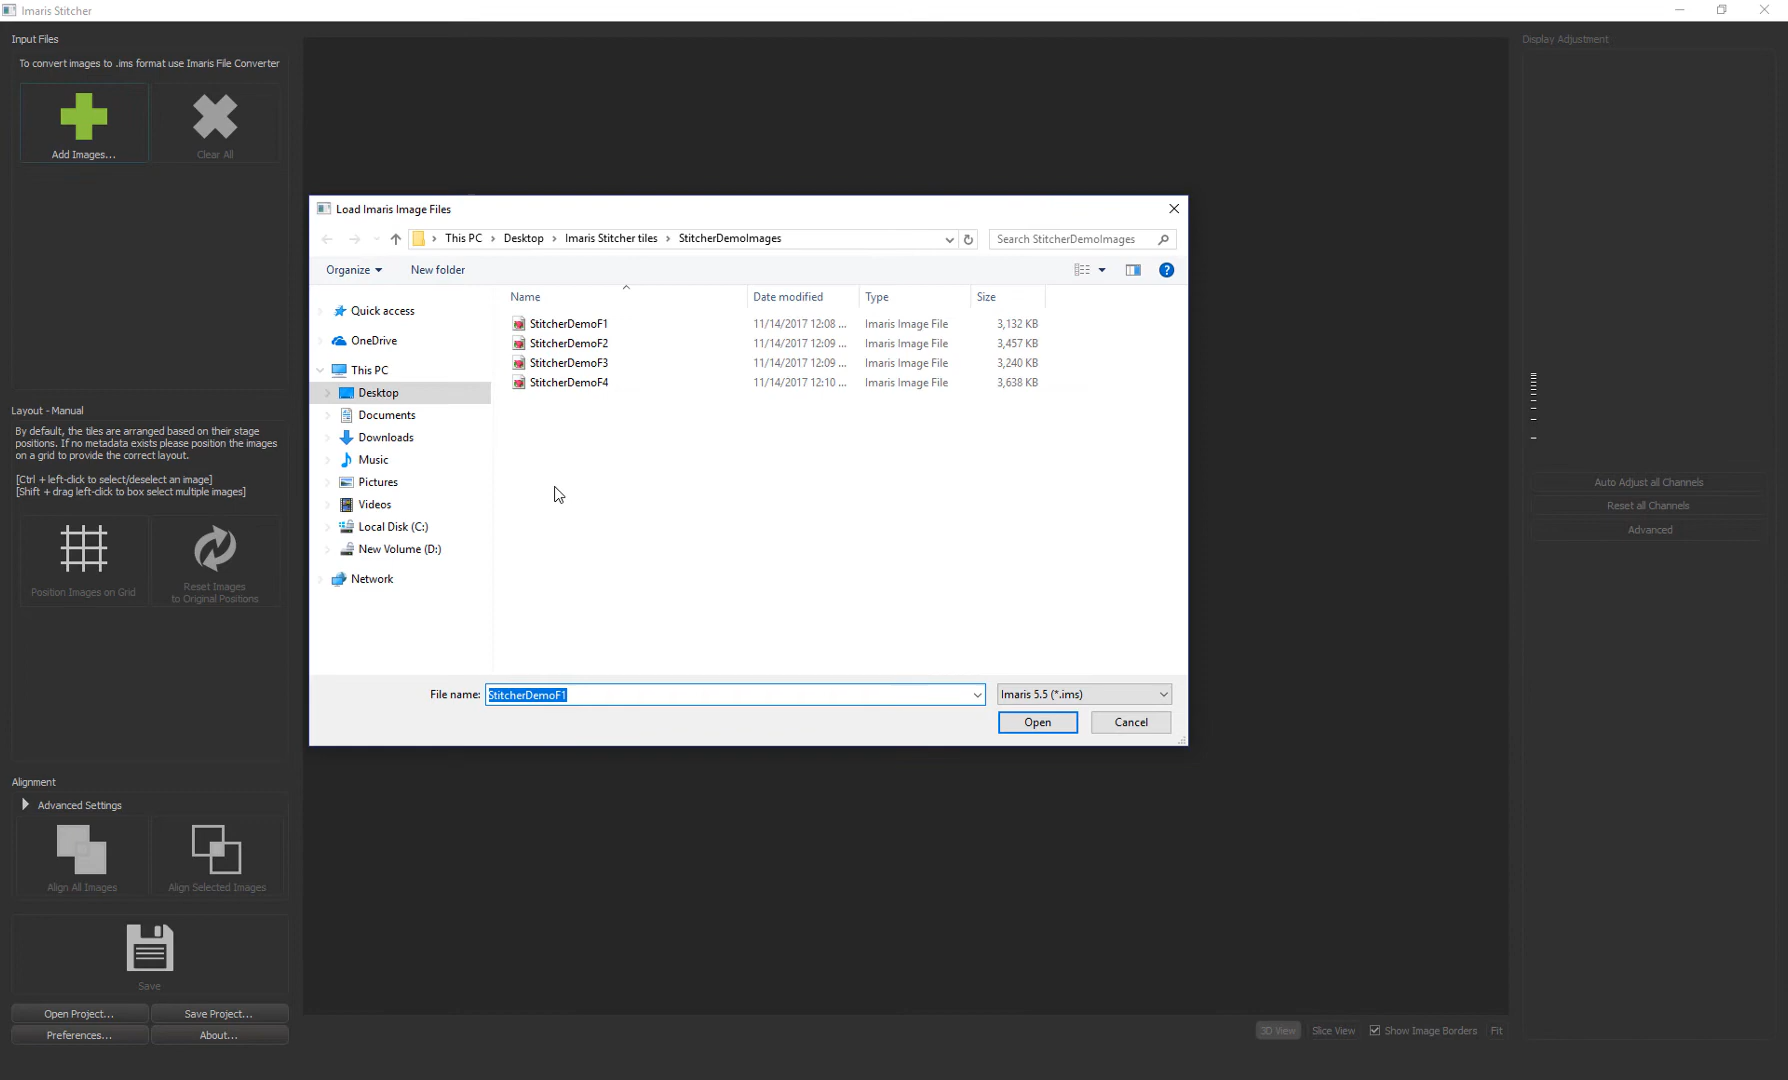 Imaris Stitcher
Input Files
To convert images to .ims format use Imaris File Converter
Add Images...
Clear All
Display Adjustment
Load Imaris Image Files
This PC > Desktop > Imaris Stitcher tiles > StitcherDemoImages
Search StitcherDemoImages
Organize
New folder
Name
Date modified
Type
Size
Quick access
OneDrive
This PC
Desktop
Documents
Downloads
Music
Pictures
Videos
Local Disk (C:)
New Volume (D:)
Network
StitcherDemoF1 11/14/2017 12:08 ... Imaris Image File 3,132 KB
StitcherDemoF2 11/14/2017 12:09 ... Imaris Image File 3,457 KB
StitcherDemoF3 11/14/2017 12:09 ... Imaris Image File 3,240 KB
StitcherDemoF4 11/14/2017 12:10 ... Imaris Image File 3,638 KB
File name: StitcherDemoF1
Imaris 5.5 (*.ims)
Open
Cancel
Layout - Manual
By default, the tiles are arranged based on their stage
positions. If no metadata exists please position the images
on a grid to provide the correct layout.
[Ctrl + left-click to select/deselect an image]
[Shift + drag left-click to box select multiple images]
Position Images on Grid
Reset Images
to Original Positions
Auto Adjust all Channels
Reset all Channels
Advanced
Alignment
Advanced Settings
Align All Images
Align Selected Images
Save
Open Project...
Save Project...
Preferences...
About...
3D View
Slice View
Show Image Borders
Fit